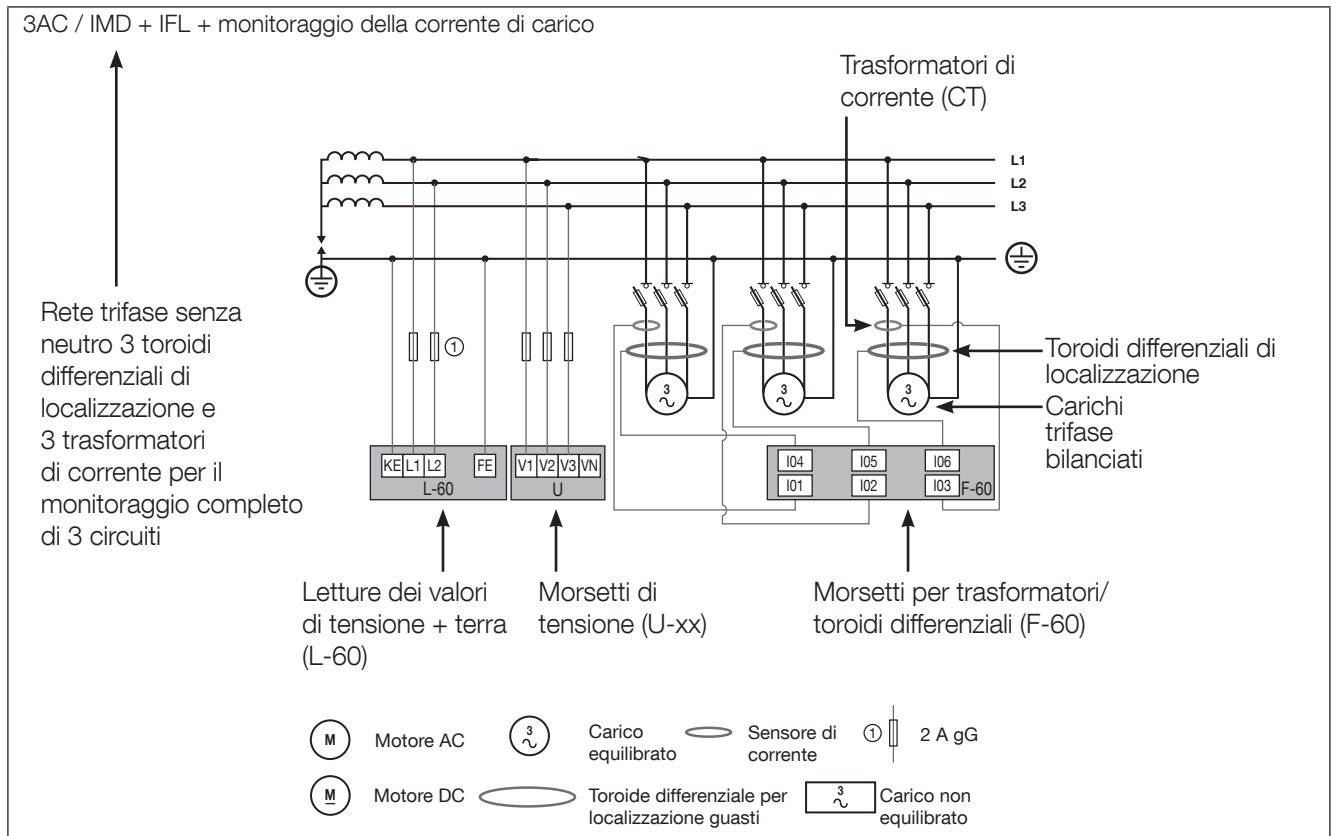 3AC / IMD + IFL + monitoraggio della corrente di carico
Trasformatori di
corrente (CT)
L1
L2
L3
Rete trifase senza
neutro 3 toroidi
differenziali di
localizzazione e
3 trasformatori
di corrente per il
monitoraggio completo
di 3 circuiti
①
3
3
3
Toroidi differenziali di
localizzazione
Carichi
trifase
bilanciati
KE L1 L2 FE
L-60
V1 V2 V3 VN
U
I04 I05 I06
I01 I02 I03 F-60
Letture dei valori
di tensione + terra
(L-60)
Morsetti di
tensione (U-xx)
Morsetti per trasformatori/
toroidi differenziali (F-60)
M Motore AC
3 Carico
equilibrato
Sensore di
corrente
① 2 A gG
M Motore DC
Toroide differenziale per
localizzazione guasti
3 Carico non
equilibrato